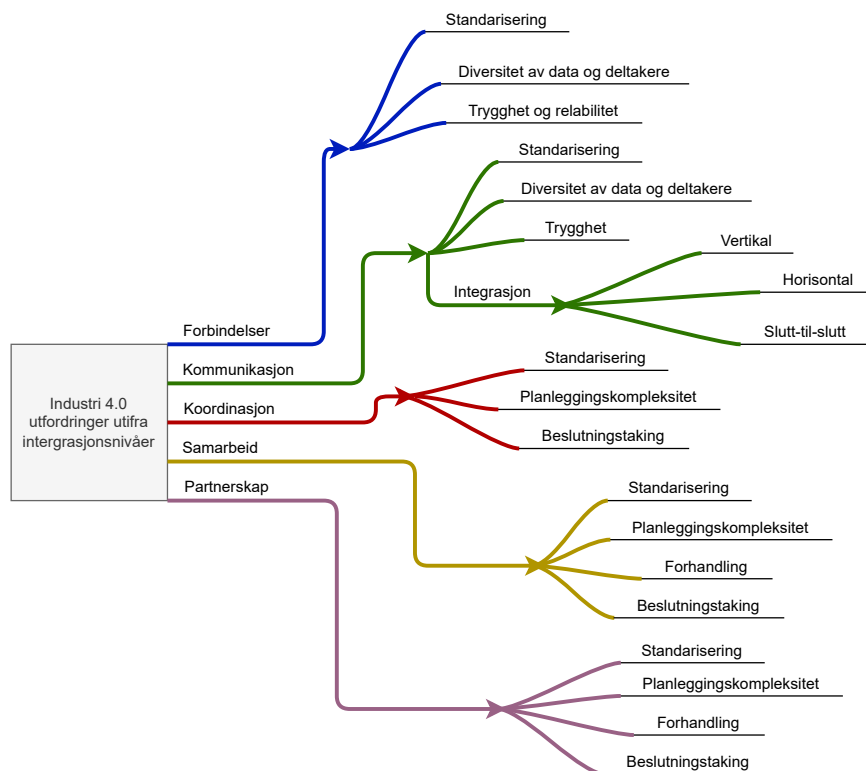 Industri 4.0
utfordringer utifra
intergrasjonsnivåer
Forbindelser
Standarisering
Diversitet av data og deltakere
Trygghet og relabilitet
Kommunikasjon
Standarisering
Diversitet av data og deltakere
Trygghet
Integrasjon
Vertikal
Horisontal
Slutt-til-slutt
Koordinasjon
Standarisering
Planleggingskompleksitet
Beslutningstaking
Samarbeid
Standarisering
Planleggingskompleksitet
Forhandling
Beslutningstaking
Partnerskap
Standarisering
Planleggingskompleksitet
Forhandling
Beslutningstaking